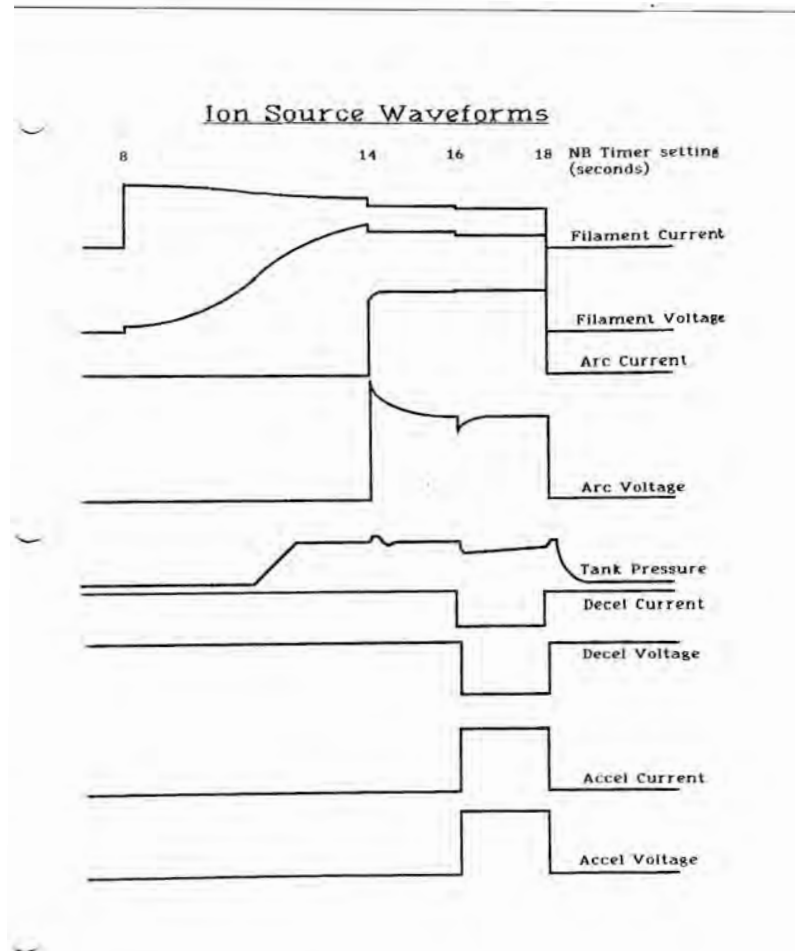 Ion Source Waveforms
8 14 16 18 NB Timer setting
(seconds)
Filament Current
Filament Voltage
Arc Current
Arc Voltage
Tank Pressure
Decel Current
Decel Voltage
Accel Current
Accel Voltage